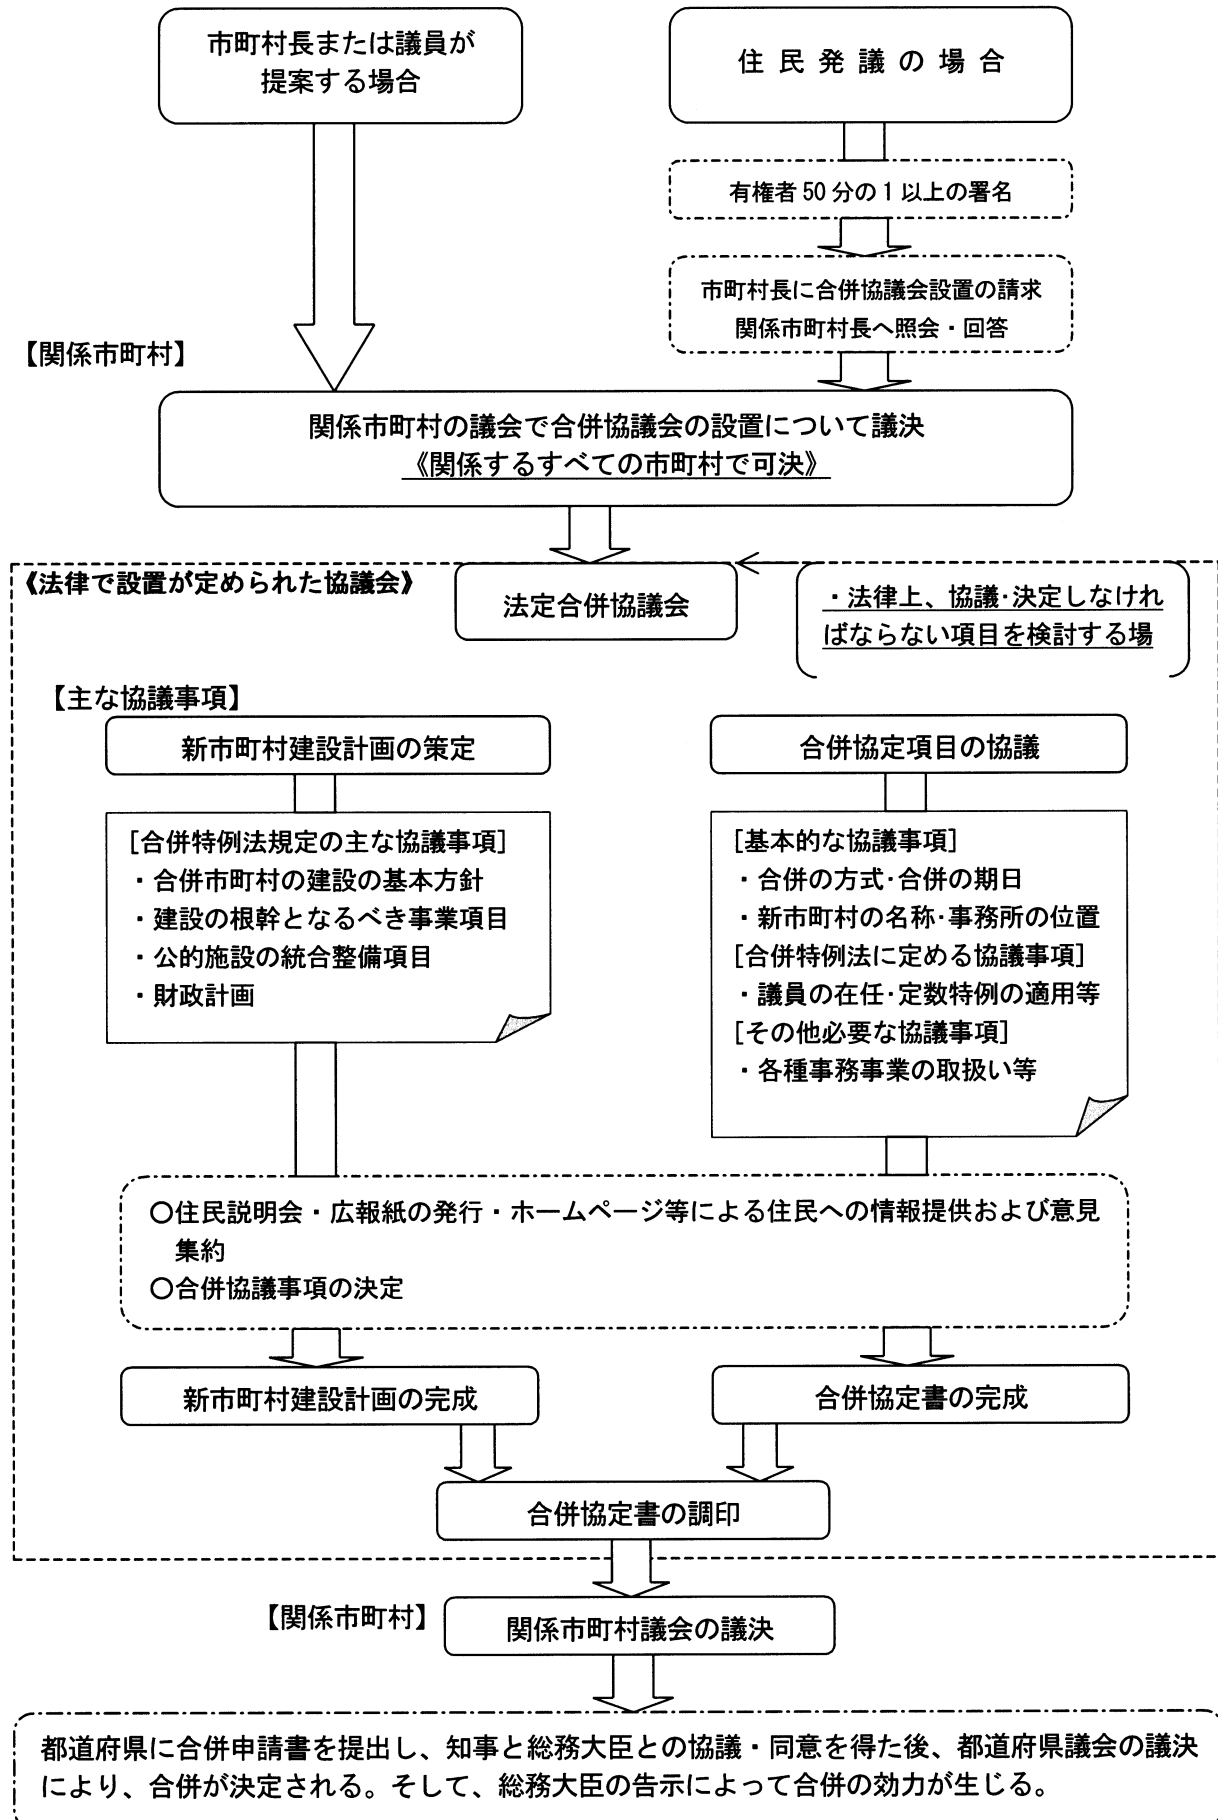 市町村長または議員が
提案する場合
住民発議の場合
有権者50分の1以上の署名
市町村長に合併協議会設置の請求
関係市町村長へ照会・回答
【関係市町村】
関係市町村の議会で合併協議会の設置について議決
《関係するすべての市町村で可決》
《法律で設置が定められた協議会》
法定合併協議会
・法律上、協議・決定しなけれ
ばならない項目を検討する場
【主な協議事項】
新市町村建設計画の策定
[合併特例法規定の主な協議事項]
・合併市町村の建設の基本方針
・建設の根幹となるべき事業項目
・公的施設の統合整備項目
・財政計画
合併協定項目の協議
[基本的な協議事項]
・合併の方式・合併の期日
・新市町村の名称・事務所の位置
[合併特例法に定める協議事項]
・議員の在任・定数特例の適用等
[その他必要な協議事項]
・各種事務事業の取扱い等
○住民説明会・広報紙の発行・ホームページ等による住民への情報提供および意見
集約
○合併協議事項の決定
新市町村建設計画の完成
合併協定書の完成
合併協定書の調印
【関係市町村】
関係市町村議会の議決
都道府県に合併申請書を提出し、知事と総務大臣との協議・同意を得た後、都道府県議会の議決
により、合併が決定される。そして、総務大臣の告示によって合併の効力が生じる。